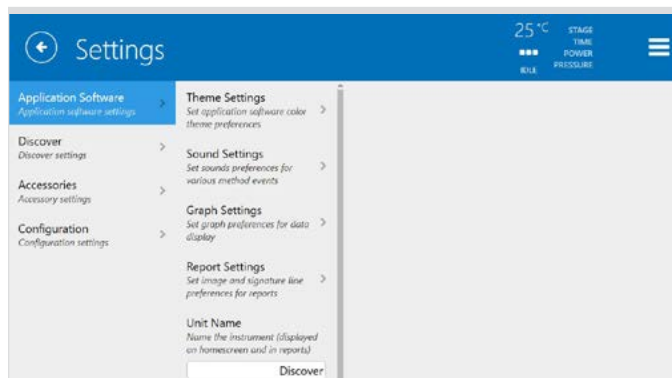 Settings
25 °C
IDLE
STAGE
TIME
POWER
PRESSURE
Application Software
Application software settings
Discover
Discover settings
Accessories
Accessory settings
Configuration
Configuration settings
Theme Settings
Set application software color
theme preferences
Sound Settings
Set sounds preferences for
various method events
Graph Settings
Set graph preferences for data
display
Report Settings
Set image and signature line
preferences for reports
Unit Name
Name the instrument (displayed
on homescreen and in reports)
Discover